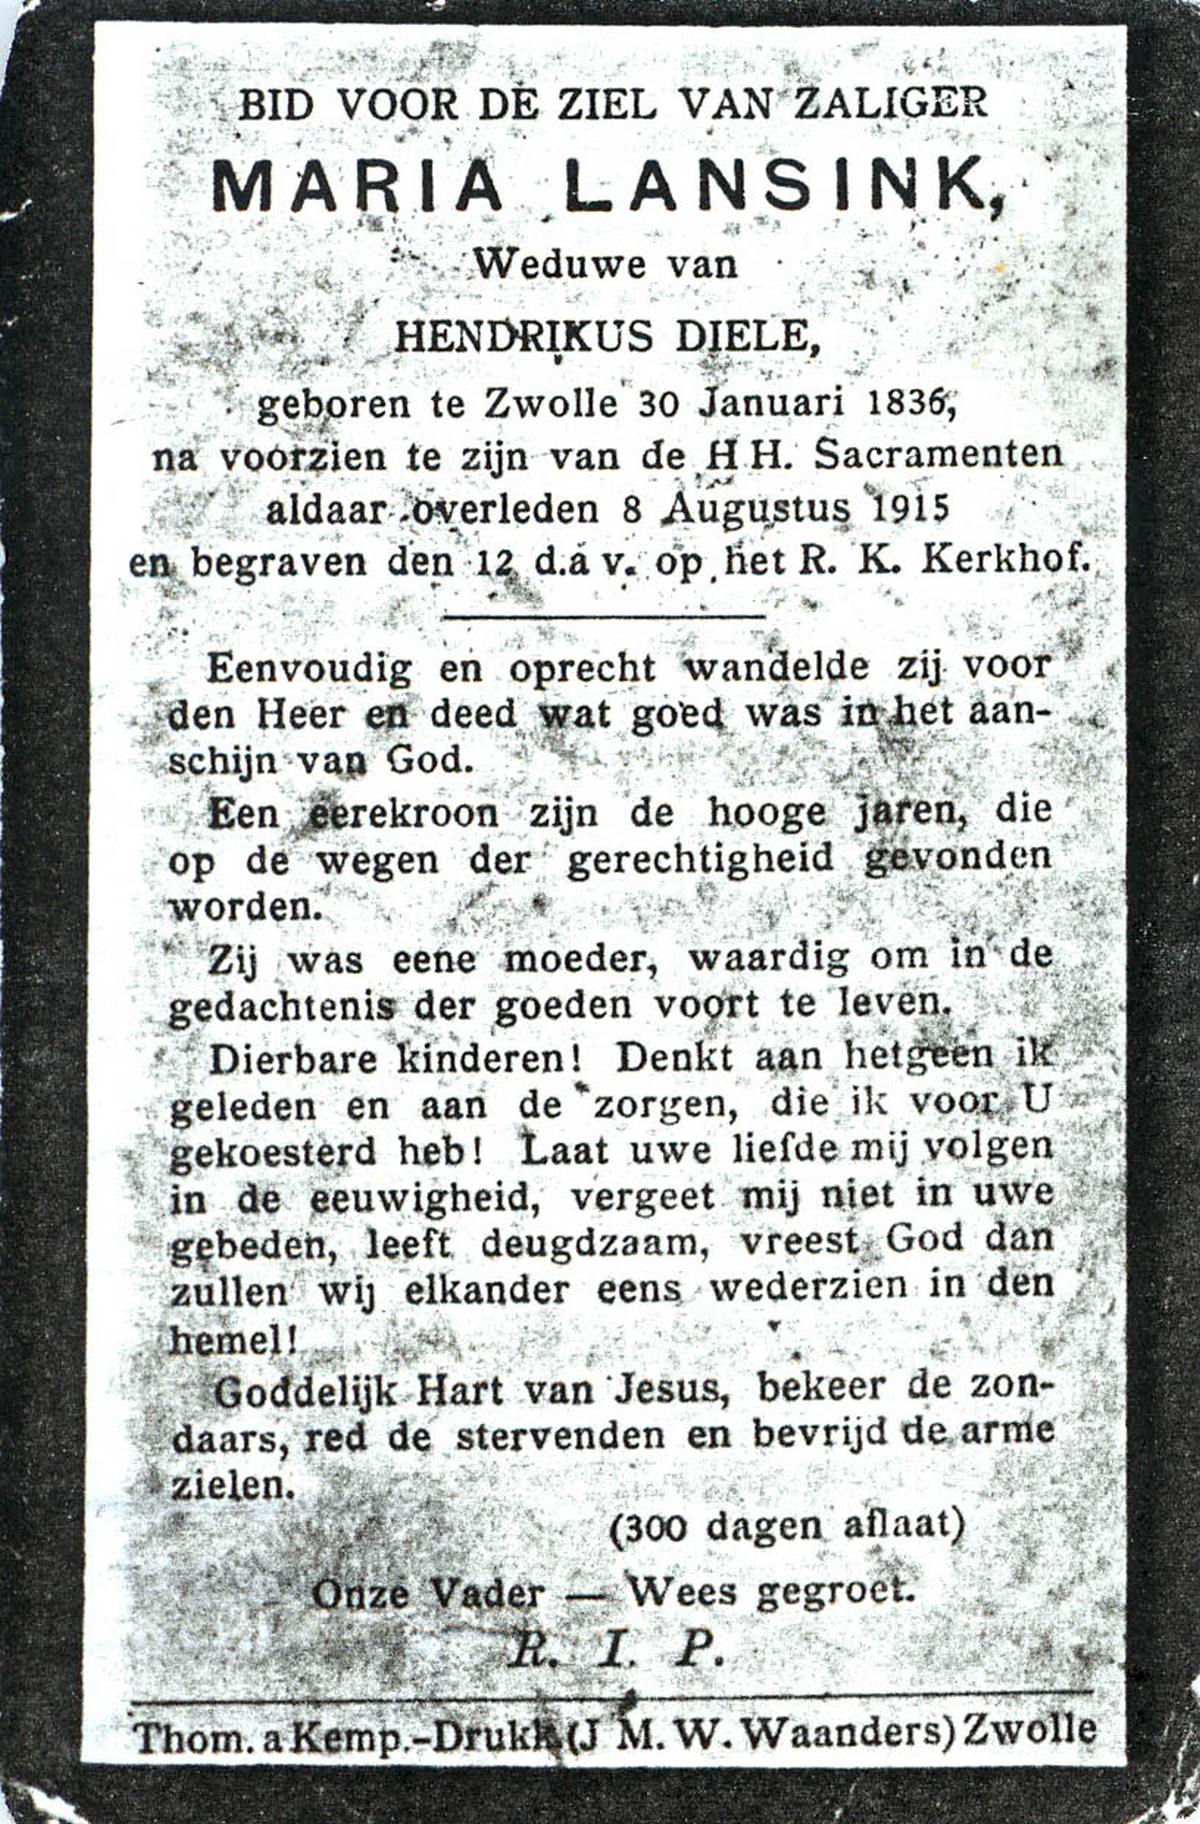 BID VOOR DE ZIEL VAN ZALIGER
MARIA LANSINK,
Weduwe van
HENDRIKUS DIELE,
geboren te Zwolle 30 Januari 1836,
na voorzien te zijn van de H H. Sacramenten
aldaar overleden 8 Augustus 1915
en begraven den 12 d.a v. op het R. K. Kerkhof.
Eenvoudig en oprecht wandelde zij voor
den Heer en deed wat goed was in het aan-
schijn van God.
Een eerekroon zijn de hooge jaren, die
op de wegen der gerechtigheid gevonden
worden.
Zij was eene moeder, waardig om in de
gedachtenis der goeden voort te leven.
Dierbare kinderen! Denkt aan hetgeen ik
geleden en aan de zorgen, die ik voor U
gekoesterd heb! Laat uwe liefde mij volgen
in de eeuwigheid, vergeet mij niet in uwe
gebeden, leeft deugdzaam, vreest God dan
zullen wij elkander eens wederzien in den
hemel!
Goddelijk Hart van Jesus, bekeer de zon-
daars, red de stervenden en bevrijd de arme
zielen.
(300 dagen aflaat)
Onze Vader — Wees gegroet.
R. I. P.
Thom. a Kemp.-Drukk (J M. W. Waanders) Zwolle